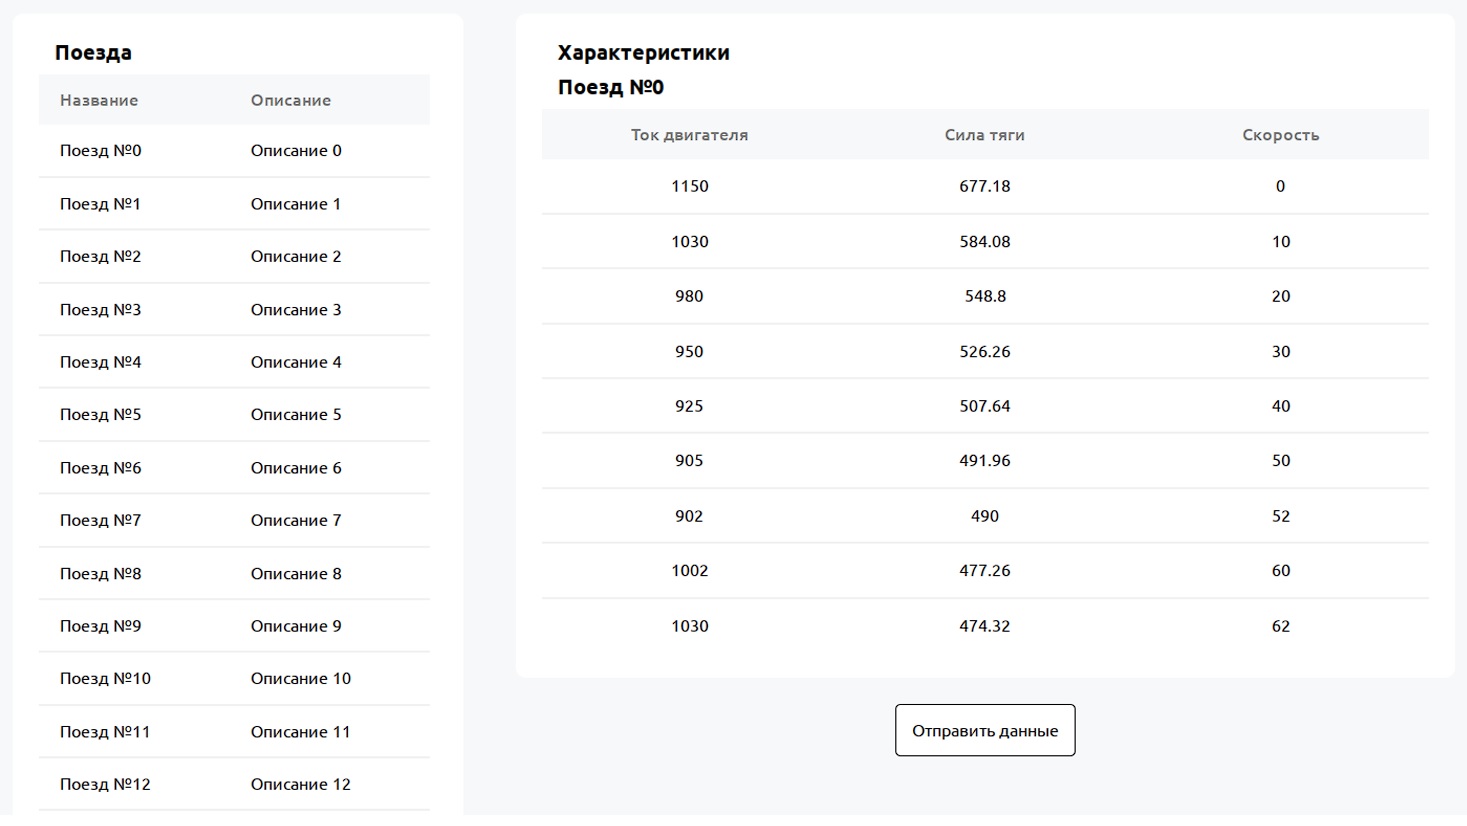 Поезда
Название Описание
Поезд №0 Описание 0
Поезд №1 Описание 1
Поезд №2 Описание 2
Поезд №3 Описание 3
Поезд №4 Описание 4
Поезд №5 Описание 5
Поезд №6 Описание 6
Поезд №7 Описание 7
Поезд №8 Описание 8
Поезд №9 Описание 9
Поезд №10 Описание 10
Поезд №11 Описание 11
Поезд №12 Описание 12
Характеристики
Поезд №0
Ток двигателя Сила тяги Скорость
1150 677.18 0
1030 584.08 10
980 548.8 20
950 526.26 30
925 507.64 40
905 491.96 50
902 490 52
1002 477.26 60
1030 474.32 62
Отправить данные